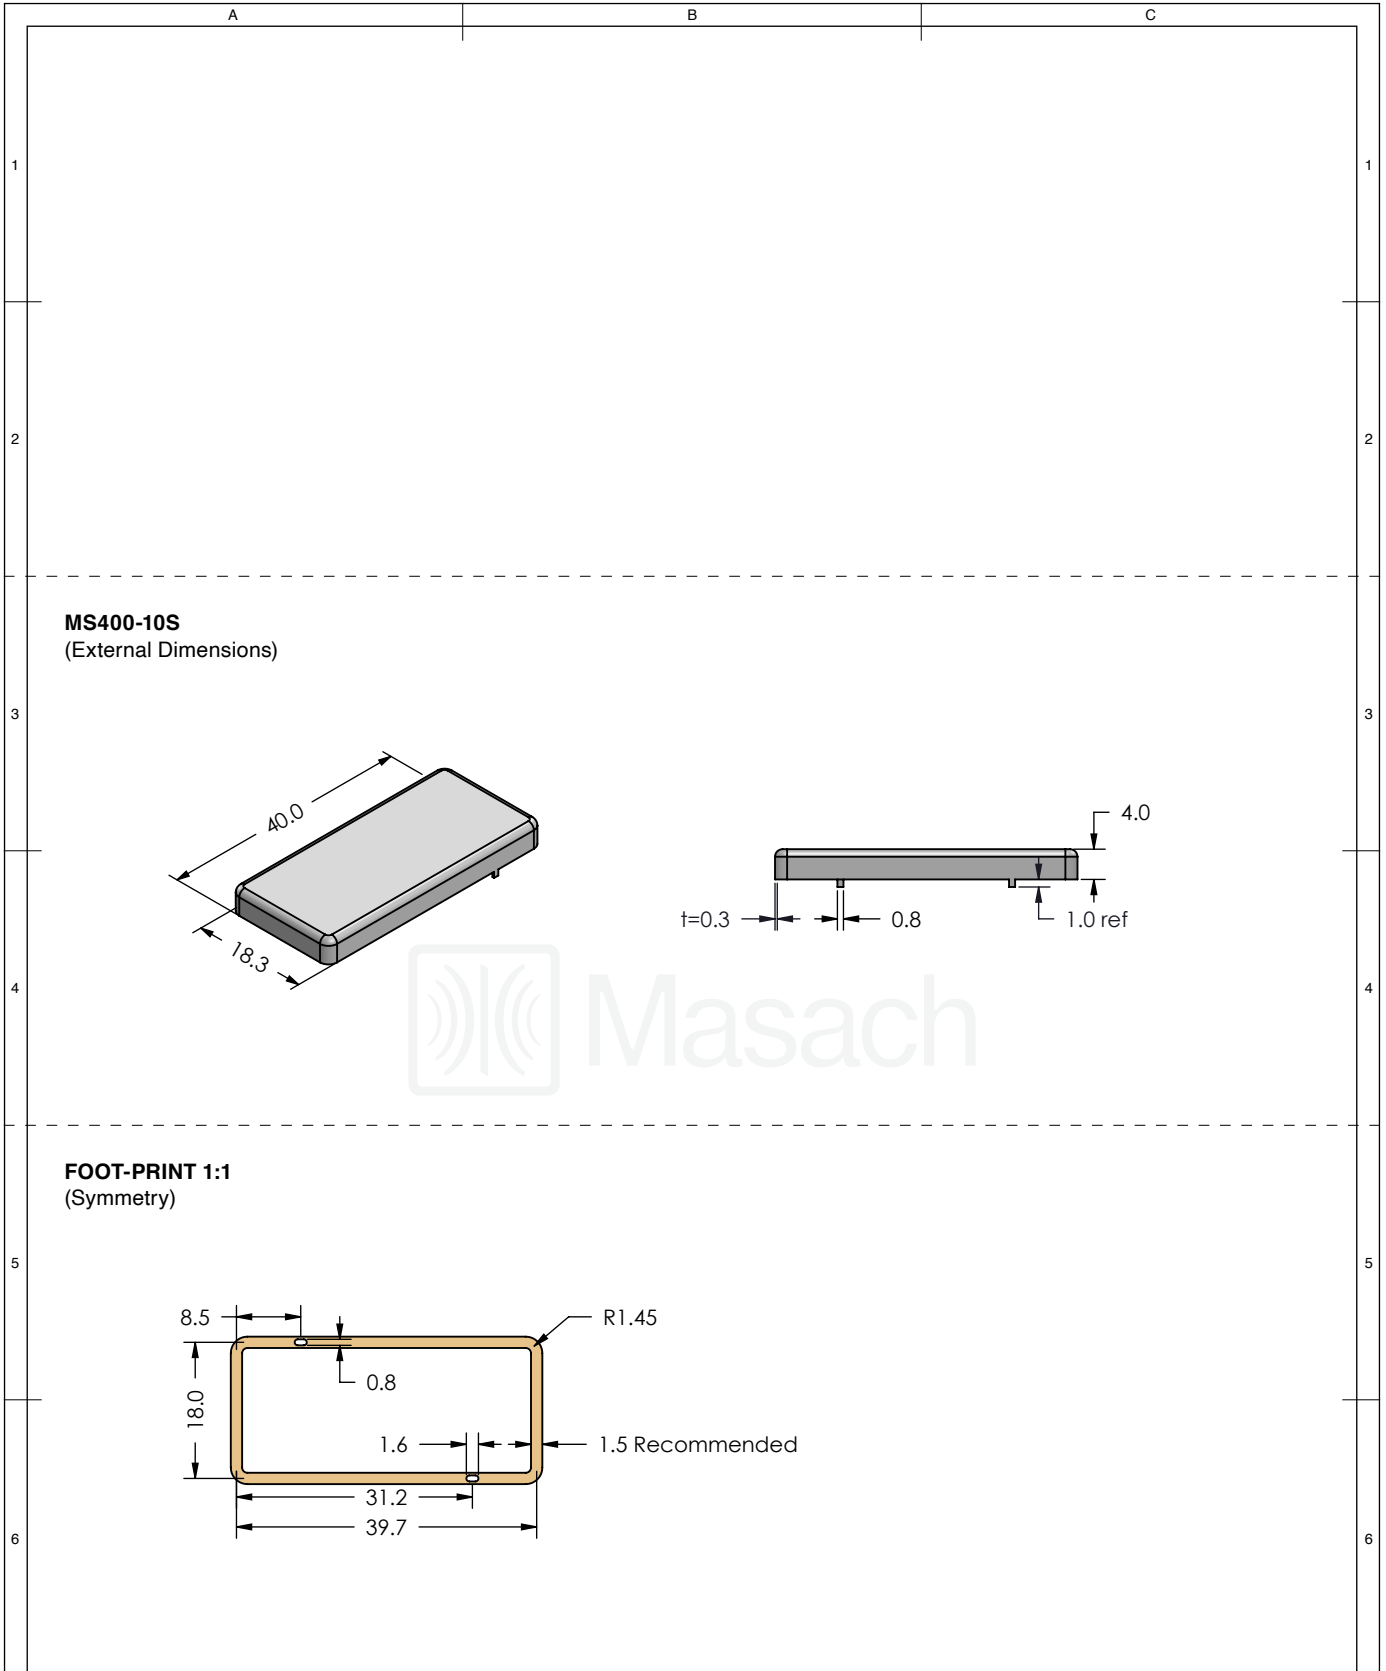 A B C
1 1
2 2
MS400-10S
(External Dimensions)
3 3
40.0
4.0
t=0.3 0.8 1.0 ref
18.3
4 4
Masach
FOOT-PRINT 1:1
(Symmetry)
5 5
8.5 R1.45
0.8
18.0
1.6 1.5 Recommended
31.2
39.7
6 6